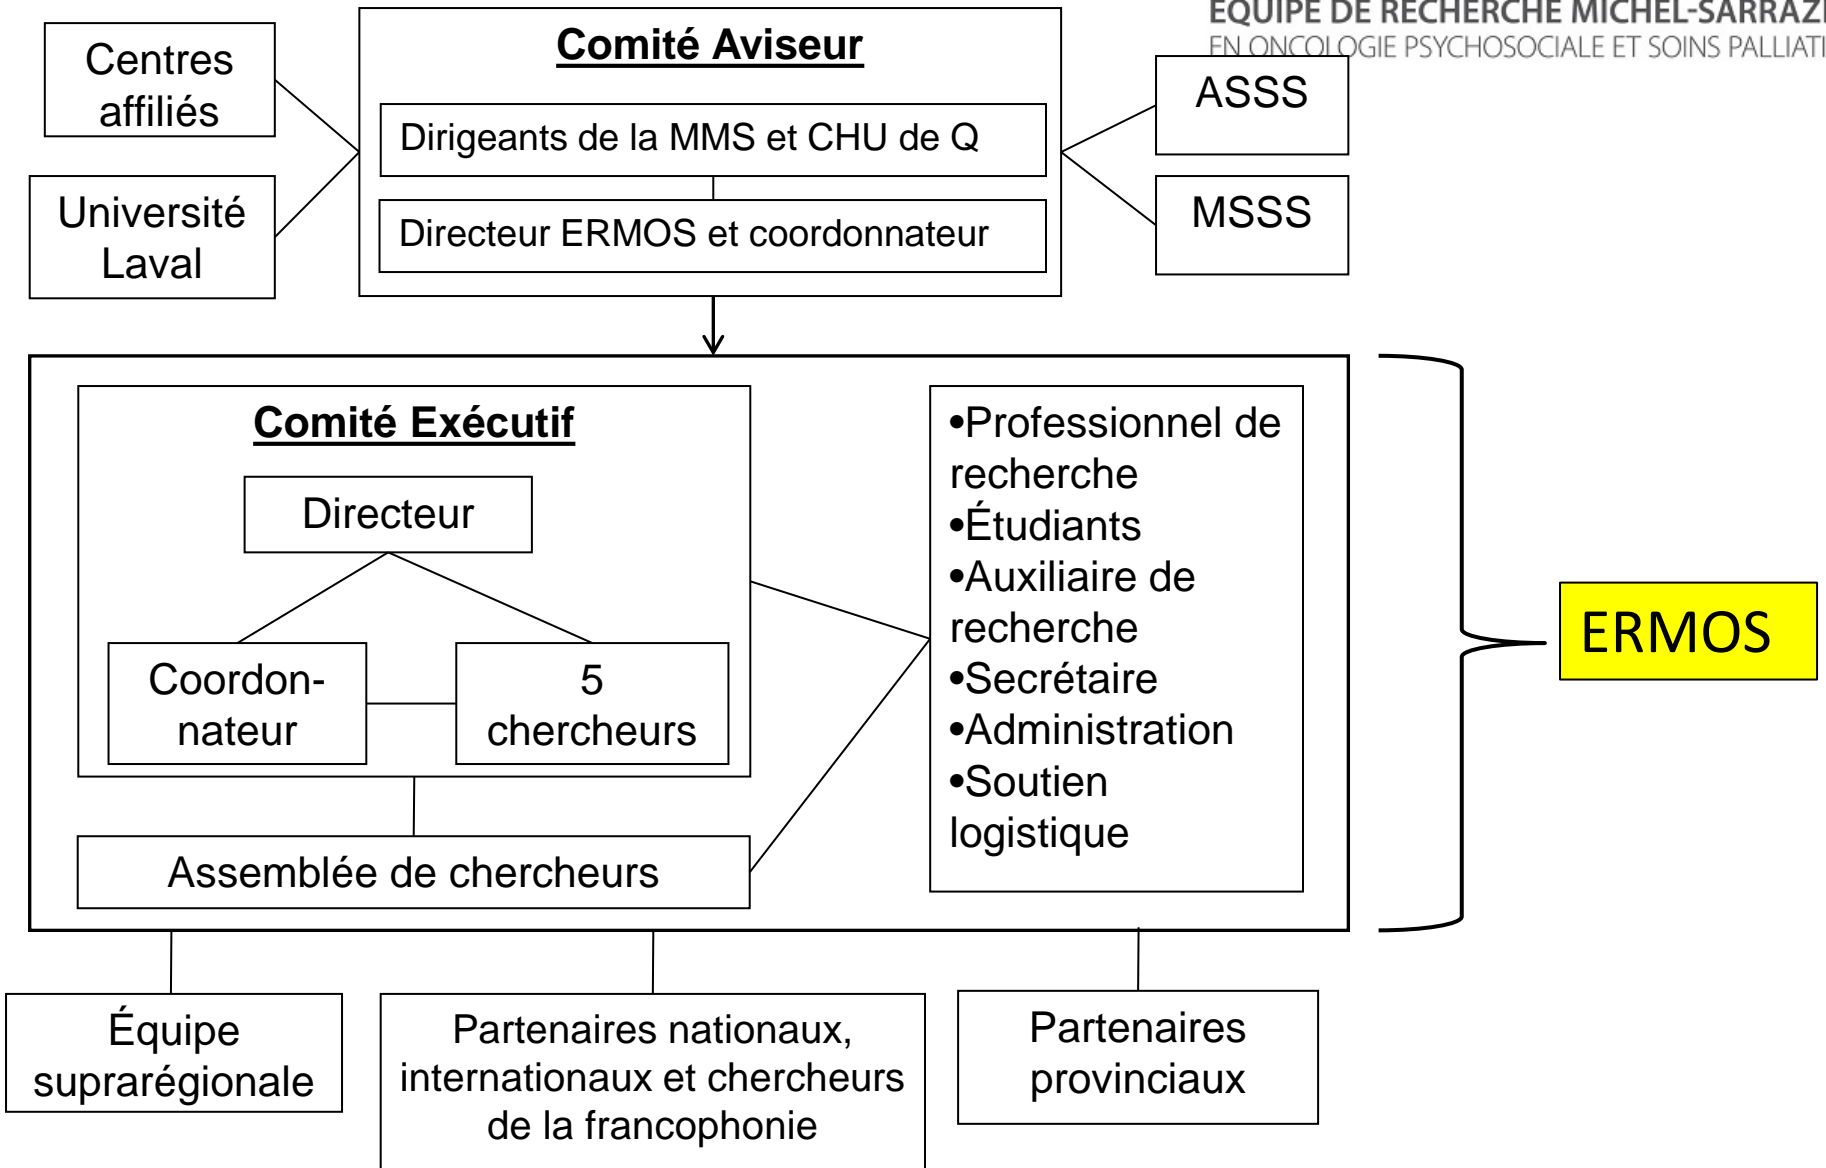 ÉQUIPE DE RECHERCHE MICHEL-SARRAZI
EN ONCOLOGIE PSYCHOSOCIALE ET SOINS PALLIATI
Centres
affiliés
Université
Laval
Comité Aviseur
Dirigeants de la MMS et CHU de Q
Directeur ERMOS et coordonnateur
ASSS
MSSS
Comité Exécutif
Directeur
Coordon-
nateur
5
chercheurs
Assemblée de chercheurs
•Professionnel de
recherche
•Étudiants
•Auxiliaire de
recherche
•Secrétaire
•Administration
•Soutien
logistique
ERMOS
Équipe
suprarégionale
Partenaires nationaux,
internationaux et chercheurs
de la francophonie
Partenaires
provinciaux